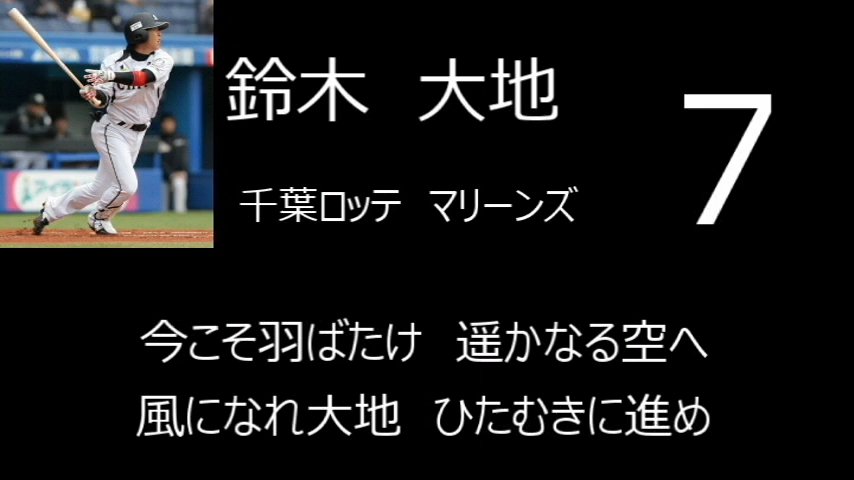 鈴木　大地
7
千葉ロッテ　マリーンズ
今こそ羽ばたけ　遥かなる空へ
風になれ大地　ひたむきに進め